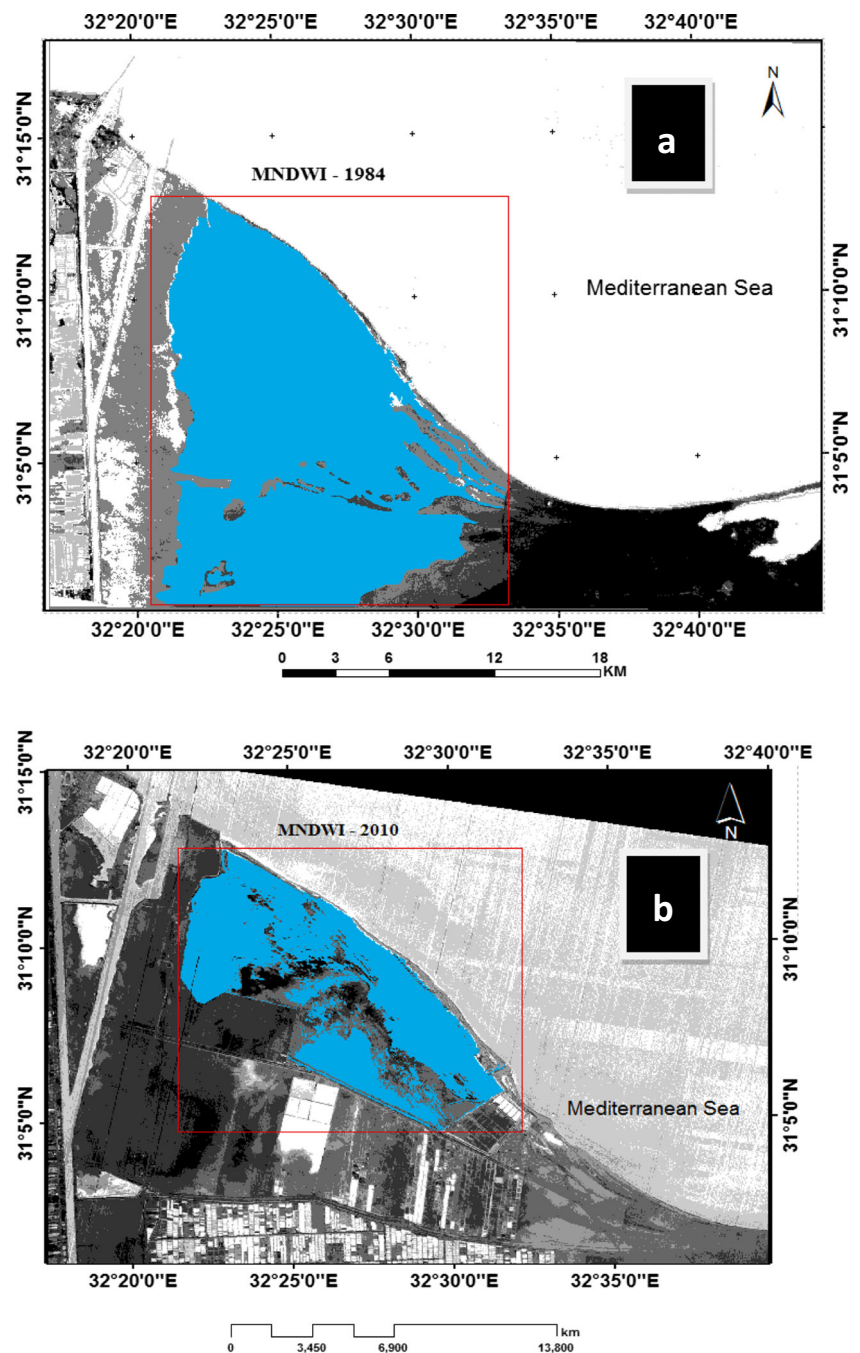 32°20'0"E 32°25'0"E 32°30'0"E 32°35'0"E 32°40'0"E
N
a
31°15'0"N 31°15'0"N
MNDWI - 1984
Mediterranean Sea
31°10'0"N 31°10'0"N
31°5'0"N 31°5'0"N
32°20'0"E 32°25'0"E 32°30'0"E 32°35'0"E 32°40'0"E
0 3 6 12 18
KM
32°20'0"E 32°25'0"E 32°30'0"E 32°35'0"E 32°40'0"E
31°15'0"N
N
MNDWI - 2010
b
31°10'0"N 31°10'0"N
Mediterranean Sea
31°5'0"N 31°5'0"N
32°20'0"E 32°25'0"E 32°30'0"E 32°35'0"E
km
0 3,450 6,900 13,800